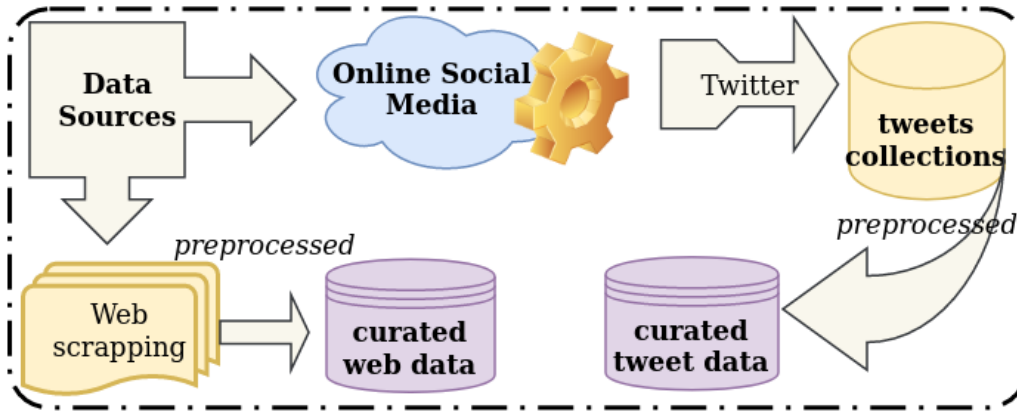 Data
Sources
Online Social
Media
Twitter
tweets
collections
preprocessed
preprocessed
Web
scrapping
curated
web data
curated
tweet data